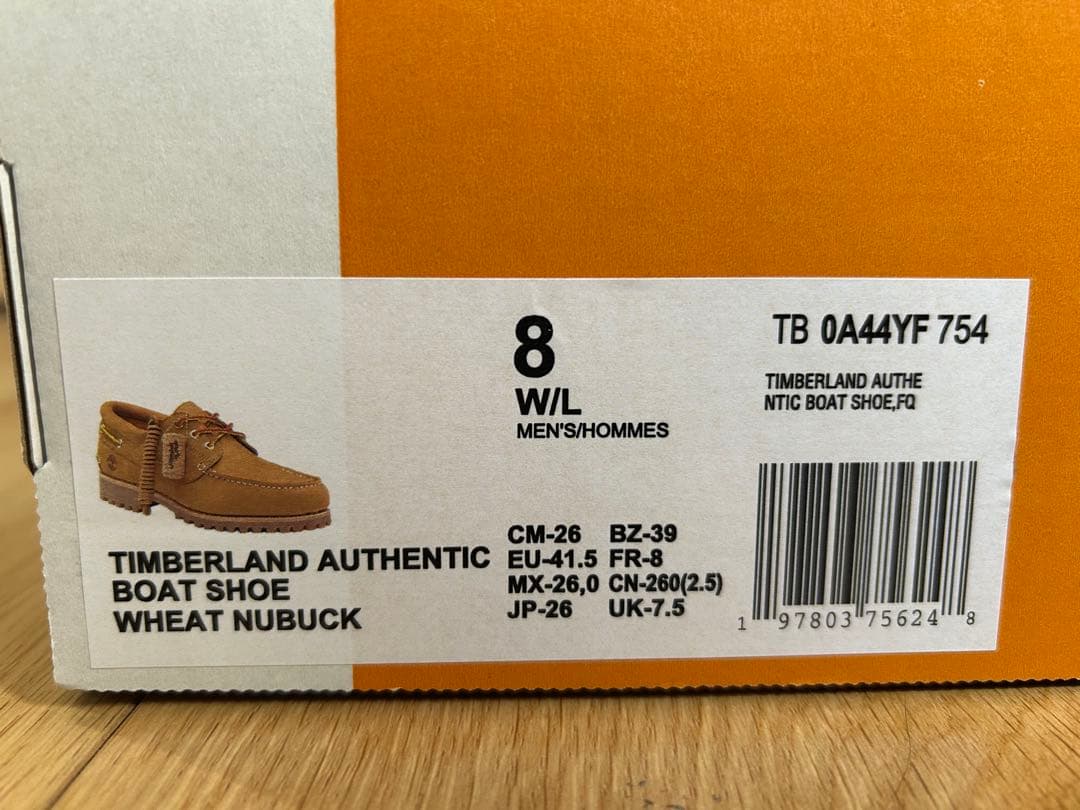 8
W/L
MEN'S/HOMMES
TB 0A44YF 754
TIMBERLAND AUTHE
NTIC BOAT SHOE,FQ
TIMBERLAND AUTHENTIC
BOAT SHOE
WHEAT NUBUCK
CM-26 BZ-39
EU-41.5 FR-8
MX-26,0 CN-260(2.5)
JP-26 UK-7.5
1 97803 75624 8